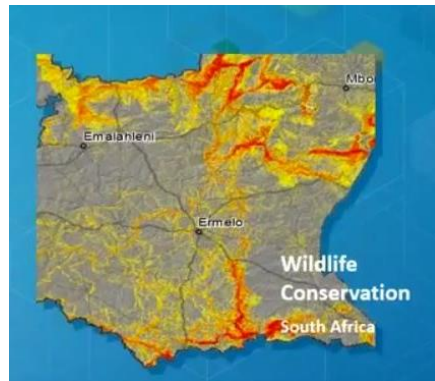 Mbo
Emalahleni
Ermelo
Wildlife
Conservation
South Africa